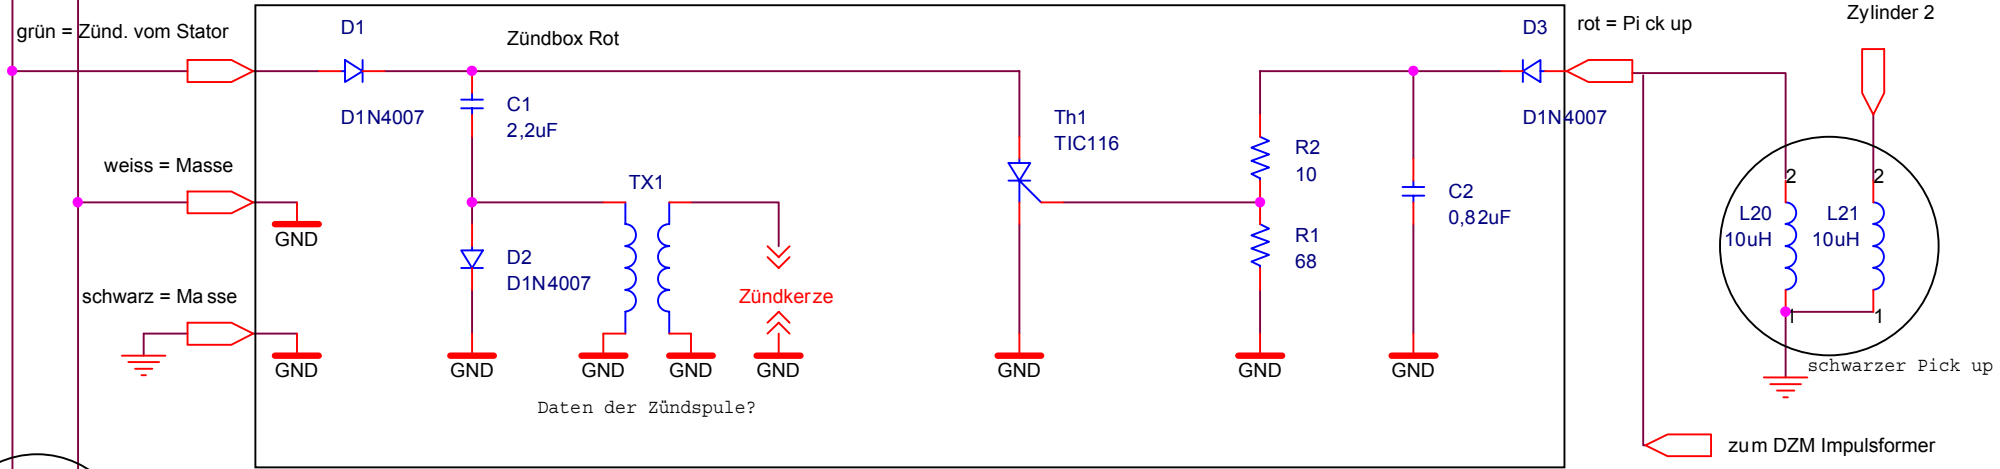 grün = Zünd. vom Stator
D1
Zündbox Rot
D3
rot = Pi ck up
Zylinder 2
D1N4007
C1
2,2uF
Th1
TIC116
D1N4007
weiss = Masse
GND
TX1
R2
10
C2
0,82uF
2
2
L20
10uH
L21
10uH
R1
68
D2
D1N4007
schwarz = Ma sse
Zündkerze
1
1
GND
GND
GND
GND
GND
GND
GND
GND
schwarzer Pick up
Daten der Zündspule?
zum DZM Impulsformer